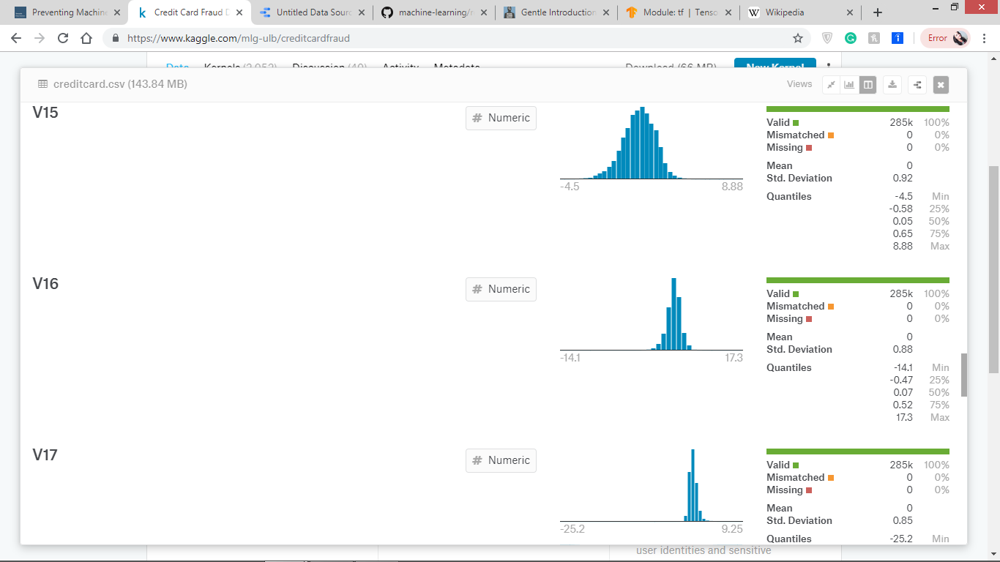 Preventing Machine
Credit Card Fraud D
Untitled Data Sourc
machine-learning/r
Gentle Introduction
Module: tf | Tenso
Wikipedia
https://www.kaggle.com/mlg-ulb/creditcardfraud
Error
Data Kernels (2,052) Discussion (40) Activity Metadata Download (66 MB) New Kernel
creditcard.csv (143.84 MB)
Views
V15
# Numeric
-4.5 8.88
Valid 285k 100%
Mismatched 0 0%
Missing 0 0%
Mean 0
Std. Deviation 0.92
Quantiles -4.5 Min
-0.58 25%
0.05 50%
0.65 75%
8.88 Max
V16
# Numeric
-14.1 17.3
Valid 285k 100%
Mismatched 0 0%
Missing 0 0%
Mean 0
Std. Deviation 0.88
Quantiles -14.1 Min
-0.47 25%
0.07 50%
0.52 75%
17.3 Max
V17
# Numeric
-25.2 9.25
Valid 285k 100%
Mismatched 0 0%
Missing 0 0%
Mean 0
Std. Deviation 0.85
Quantiles -25.2 Min
user identities and sensitive